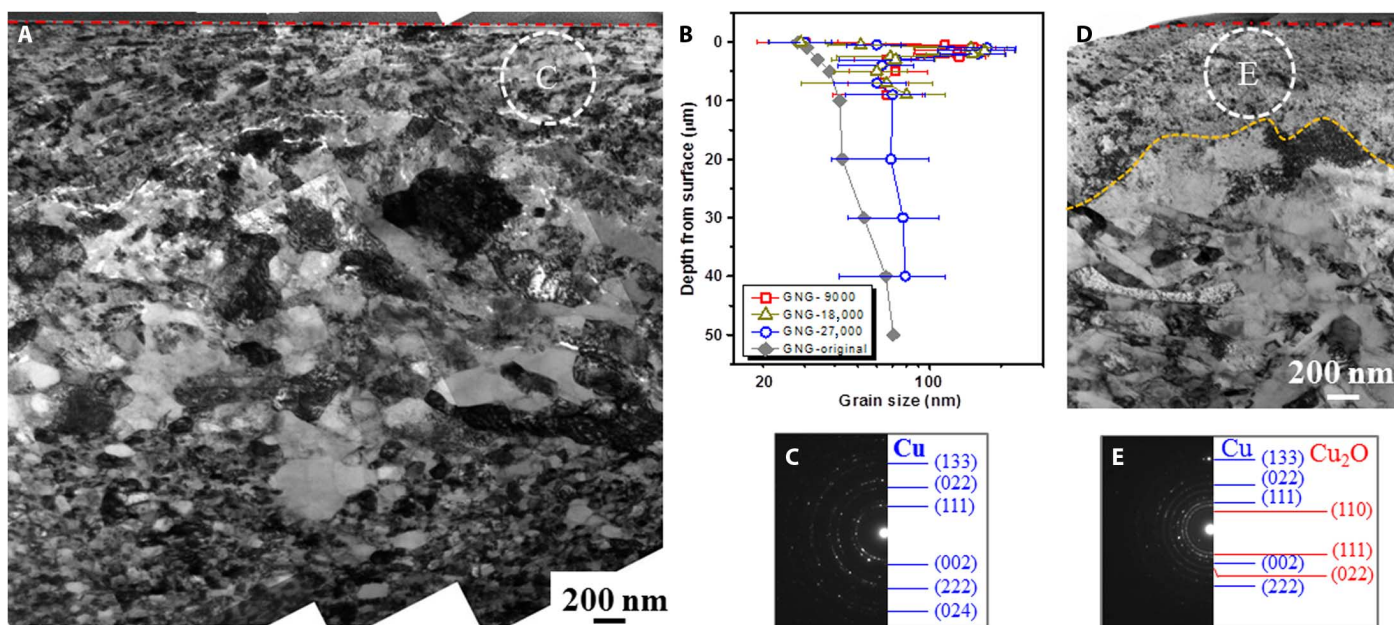 A
C
200 nm
B
0
10
20
30
40
50
Depth from surface (μm)
GNG- 9000
GNG-18,000
GNG-27,000
GNG-original
20
100
Grain size (nm)
D
E
200 nm
C
Cu
(133)
(022)
(111)
(002)
(222)
(024)
E
Cu
Cu₂O
(133)
(022)
(111)
(110)
(111)
(002)
(022)
(222)